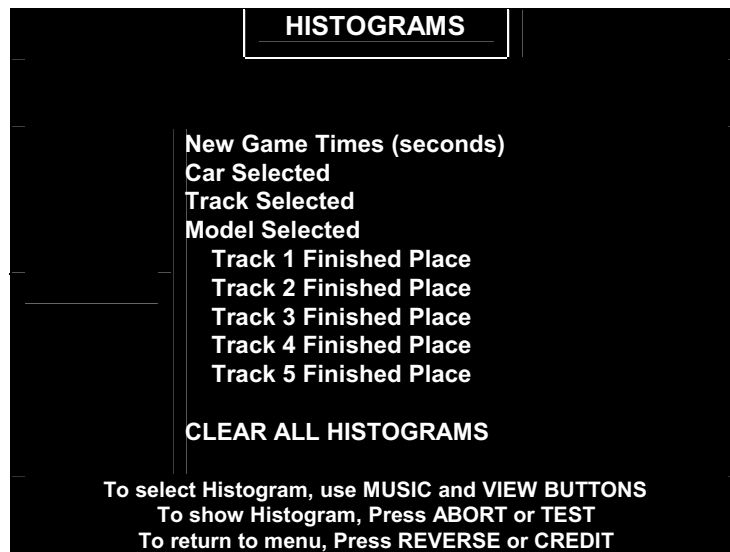 HISTOGRAMS
New Game Times (seconds)
Car Selected
Track Selected
Model Selected
Track 1 Finished Place
Track 2 Finished Place
Track 3 Finished Place
Track 4 Finished Place
Track 5 Finished Place
CLEAR ALL HISTOGRAMS
To select Histogram, use MUSIC and VIEW BUTTONS
To show Histogram, Press ABORT or TEST
To return to menu, Press REVERSE or CREDIT